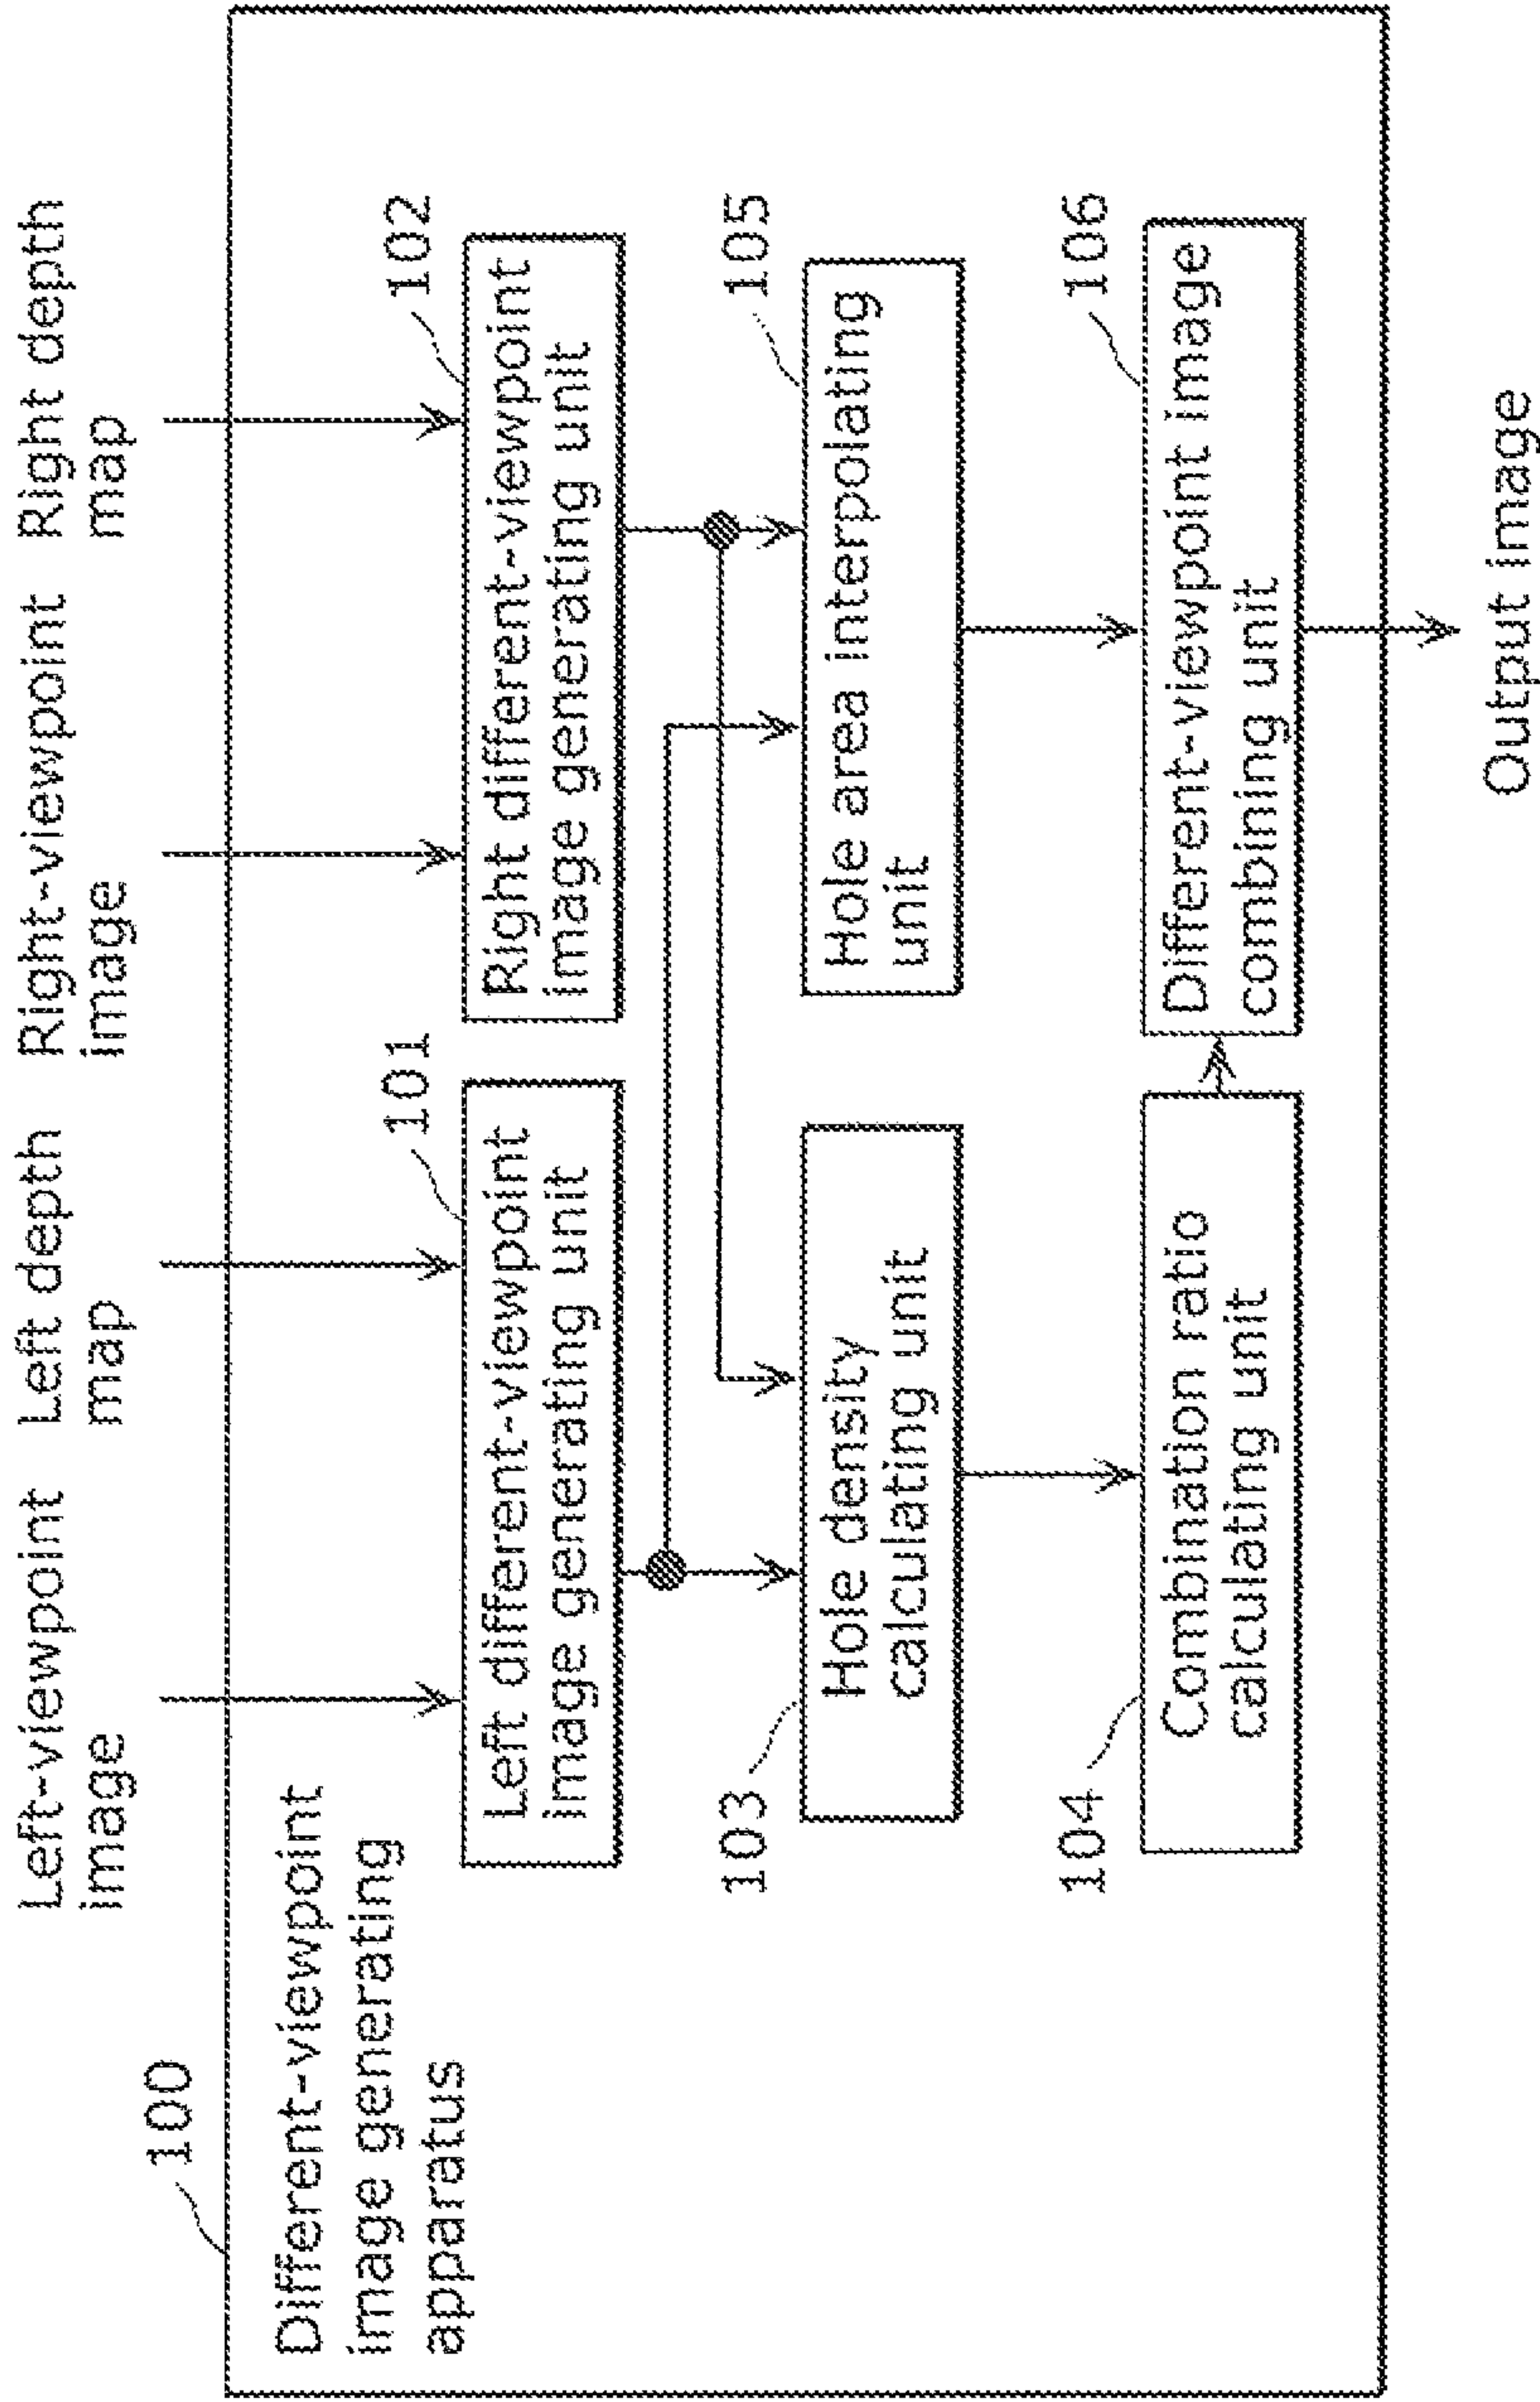 Left-viewpoint
image
Left depth
map
Right-viewpoint
image
Right depth
map
100
Different-viewpoint
image generating
apparatus
101
Left different-viewpoint
image generating unit
102
Right different-viewpoint
image generating unit
103
Hole density
calculating unit
105
Hole area interpolating
unit
104
Combination ratio
calculating unit
106
Different-viewpoint image
combining unit
Output image